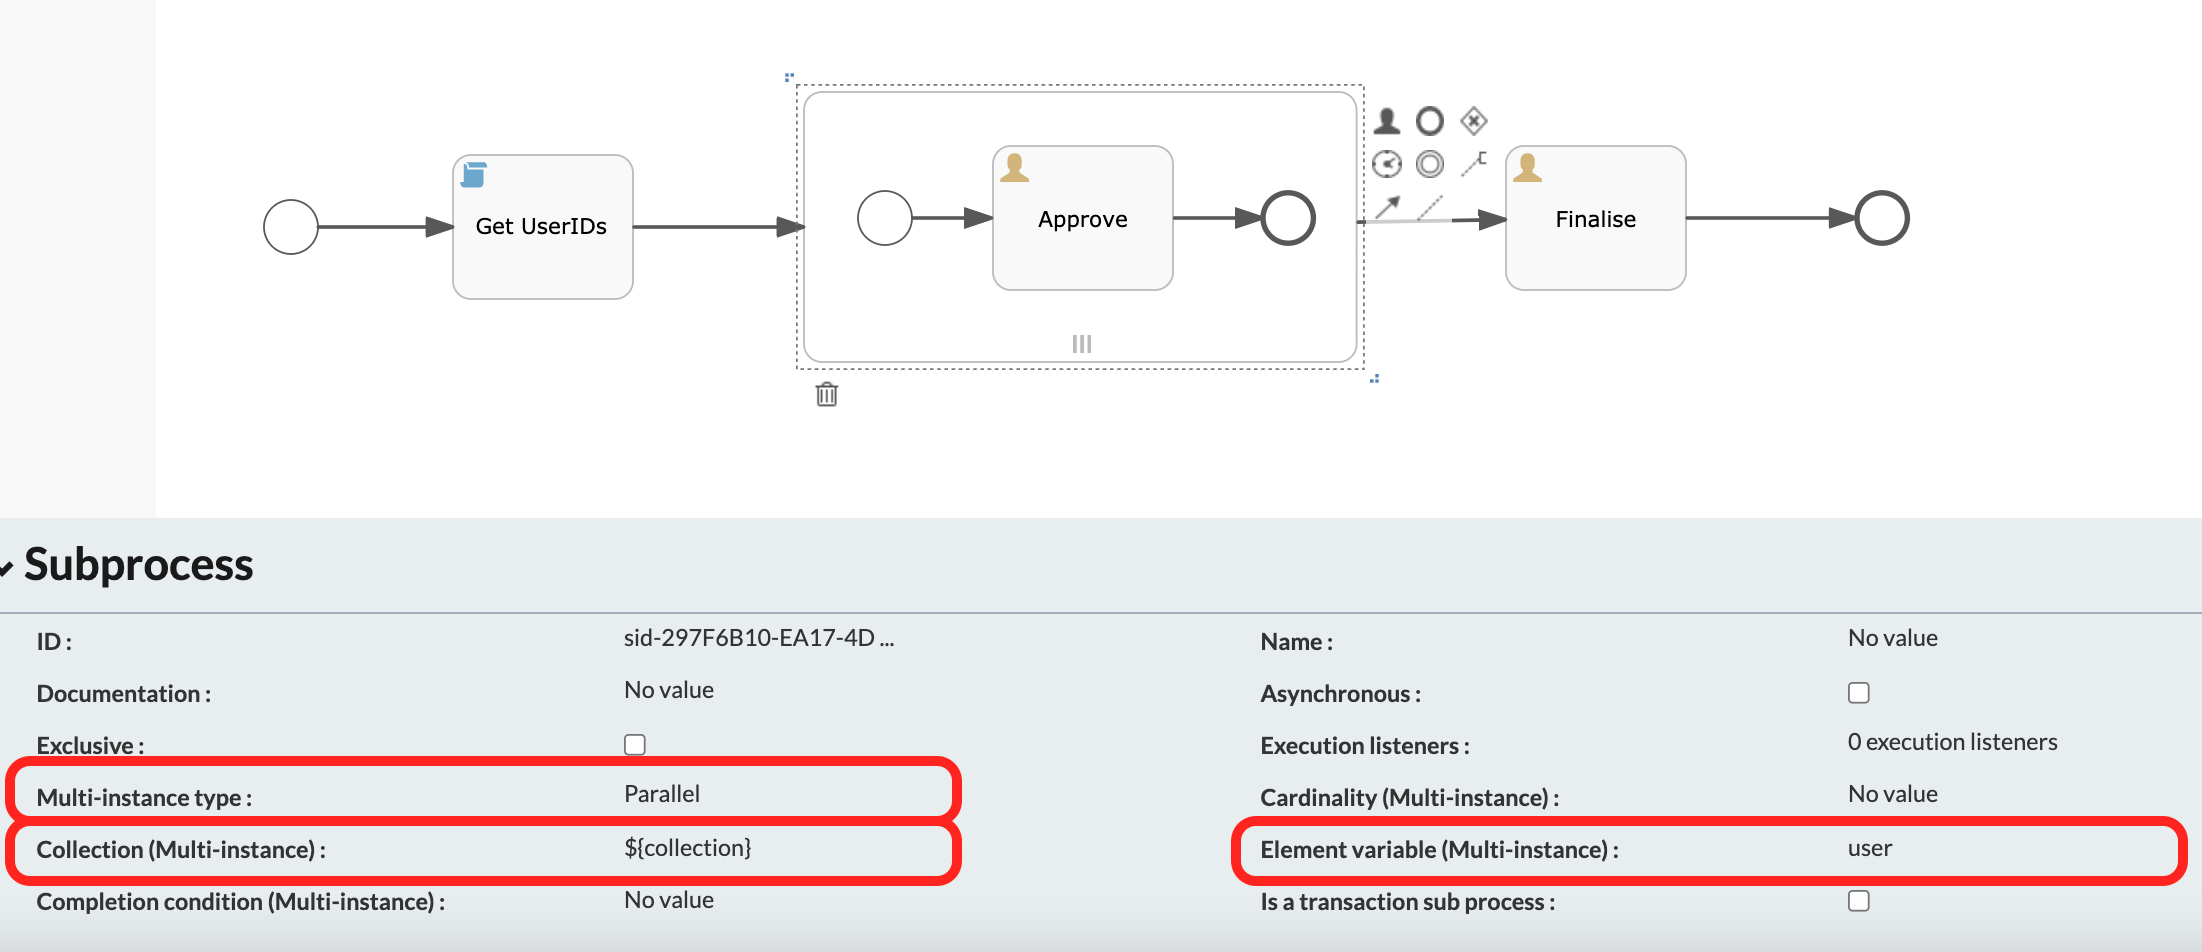 Get UserIDs
Approve
Finalise
Subprocess
ID : sid-297F6B10-EA17-4D ... Name : No value
Documentation : No value Asynchronous :
Exclusive : Execution listeners : 0 execution listeners
Multi-instance type : Parallel Cardinality (Multi-instance) : No value
Collection (Multi-instance) : ${collection} Element variable (Multi-instance) : user
Completion condition (Multi-instance) : No value Is a transaction sub process :